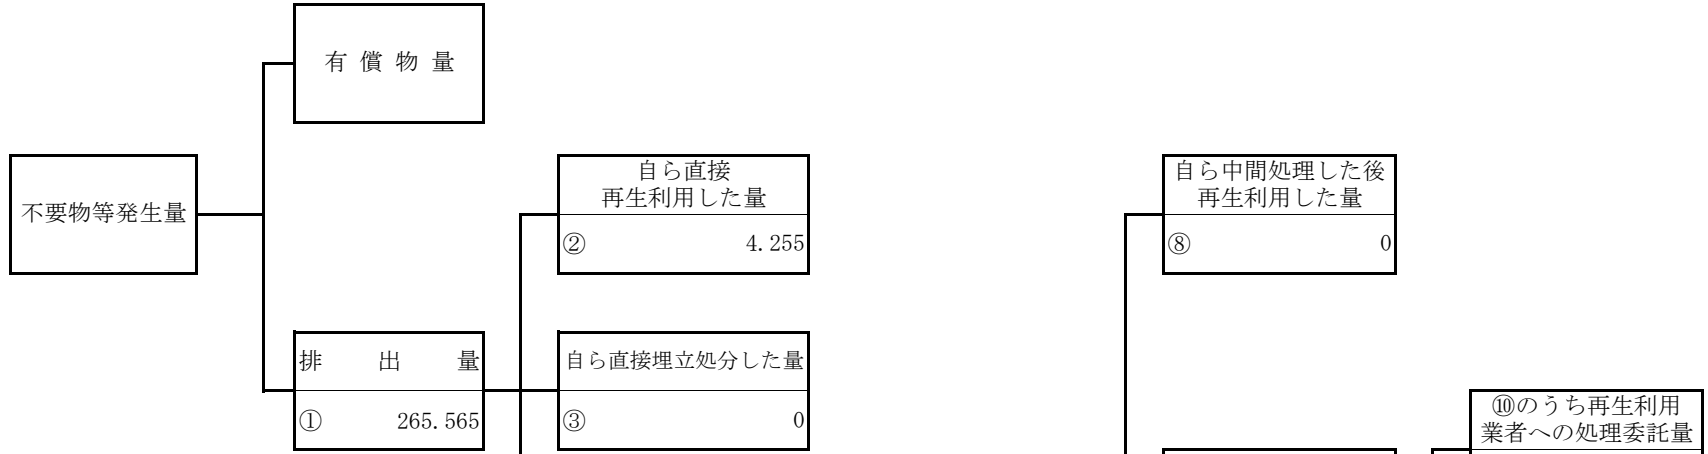 有償物量
不要物等発生量
自ら直接
再生利用した量
② 4.255
自ら中間処理した後
再生利用した量
⑧ 0
排出量
① 265.565
自ら直接埋立処分した量
③ 0
⑩のうち再生利用
業者への処理委託量